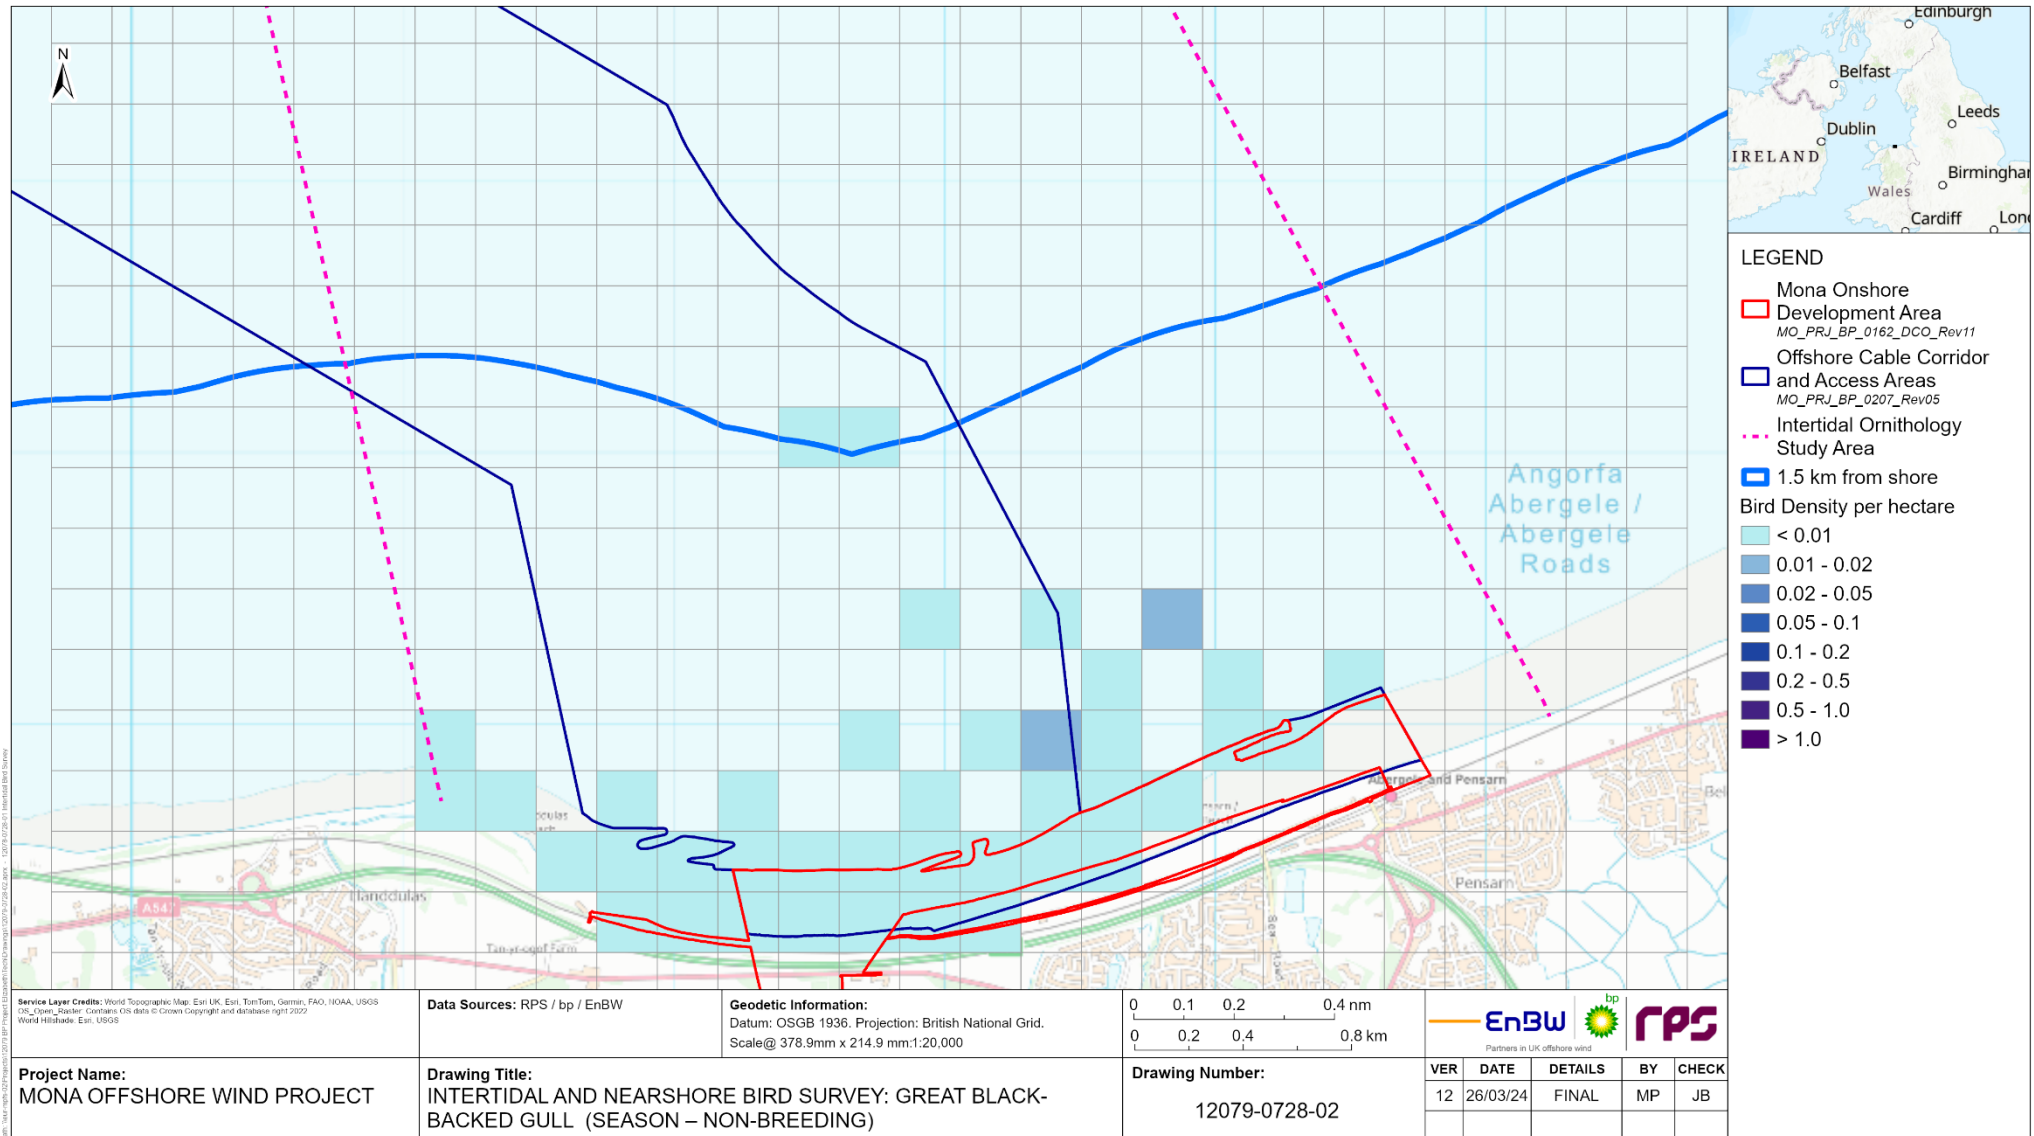 N
Angorfa
Abergele /
Abergele
Roads
Abergele and Pensarn
Pensarn
Llanddulas
Tan-yr-ogof Farm
A547
Edinburgh
Belfast
Leeds
Dublin
IRELAND
Birmingham
Wales
Cardiff
Lond
LEGEND
Mona Onshore
Development Area
MO_PRJ_BP_0162_DCO_Rev11
Offshore Cable Corridor
and Access Areas
MO_PRJ_BP_0207_Rev05
Intertidal Ornithology
Study Area
1.5 km from shore
Bird Density per hectare
< 0.01
0.01 - 0.02
0.02 - 0.05
0.05 - 0.1
0.1 - 0.2
0.2 - 0.5
0.5 - 1.0
> 1.0
Service Layer Credits: World Topographic Map: Esri UK, Esri, TomTom, Garmin, FAO, NOAA, USGS
OS_Open_Raster: Contains OS data © Crown Copyright and database right 2022
World Hillshade: Esri, USGS
Data Sources: RPS / bp / EnBW
Geodetic Information:
Datum: OSGB 1936. Projection: British National Grid.
Scale@ 378.9mm x 214.9 mm:1:20,000
0 0.1 0.2 0.4 nm
0 0.2 0.4 0.8 km
EnBW bp rps
Partners in UK offshore wind
Project Name:
MONA OFFSHORE WIND PROJECT
Drawing Title:
INTERTIDAL AND NEARSHORE BIRD SURVEY: GREAT BLACK-
BACKED GULL (SEASON – NON-BREEDING)
Drawing Number:
12079-0728-02
VER DATE DETAILS BY CHECK
12 26/03/24 FINAL MP JB